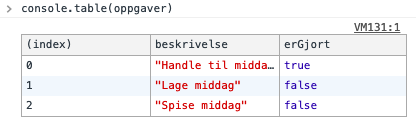 > console.table(oppgaver)
VM131:1
(index) beskrivelse erGjort
0 "Handle til midda… true
1 "Lage middag" false
2 "Spise middag" false